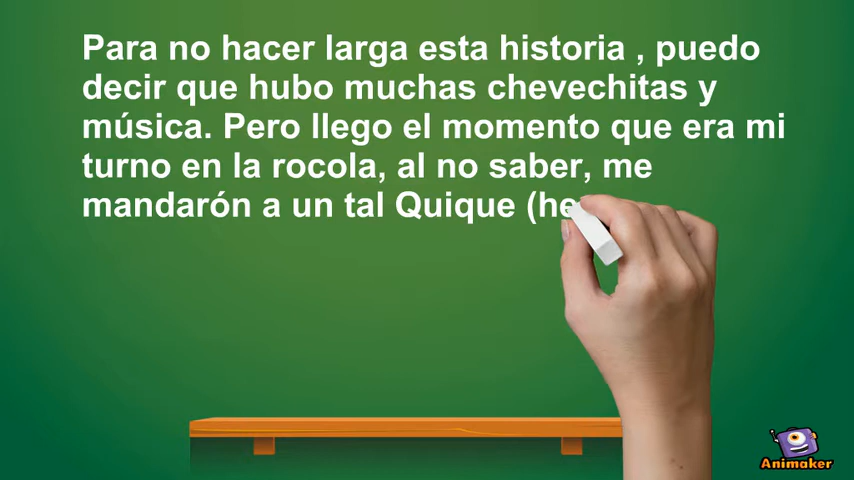 Para no hacer larga esta historia , puedo
decir que hubo muchas chevechitas y
música. Pero llego el momento que era mi
turno en la rocola, al no saber, me
mandarón a un tal Quique (he
Animaker